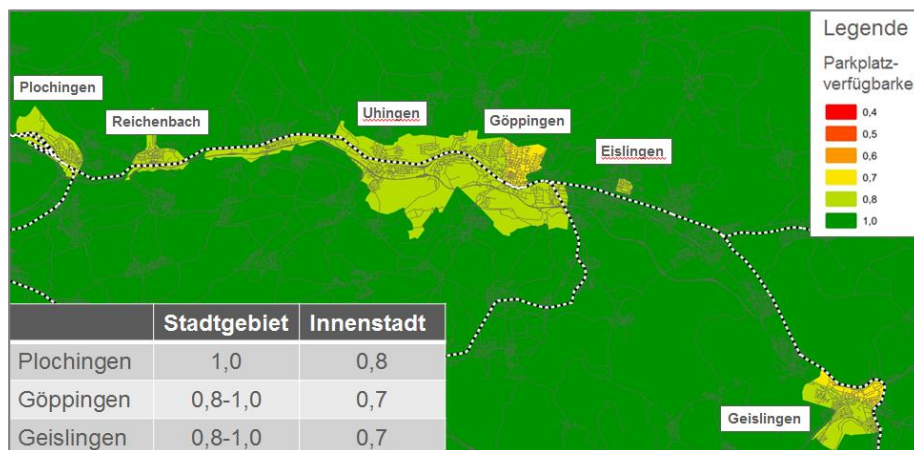 Legende
Parkplatz-
verfügbarke
0,4
0,5
0,6
0,7
0,8
1,0
Plochingen
Reichenbach
Uhingen
Göppingen
Eislingen
Geislingen
Stadtgebiet Innenstadt
Plochingen 1,0 0,8
Göppingen 0,8-1,0 0,7
Geislingen 0,8-1,0 0,7